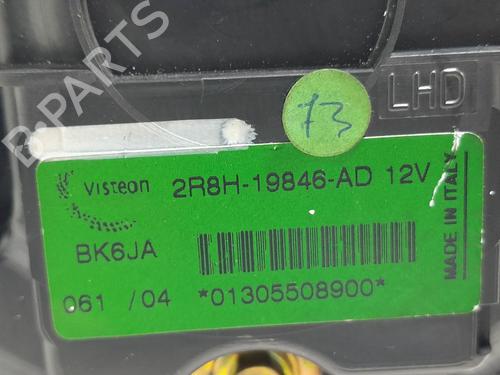 B-PARTS
73
LHD
Visteon
2R8H-19846-AD 12V
MADE IN ITALY
BK6JA
061 /04
*01305508900*